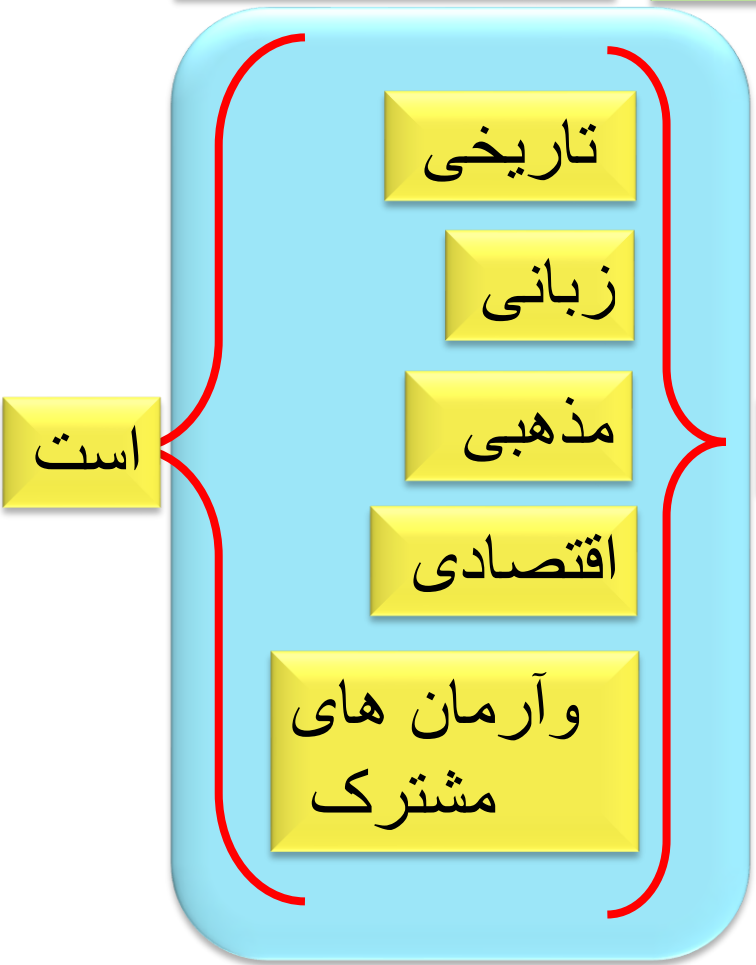 تاریخی
زبانی
مذهبی
اقتصادی
وآرمان های
مشترک
است